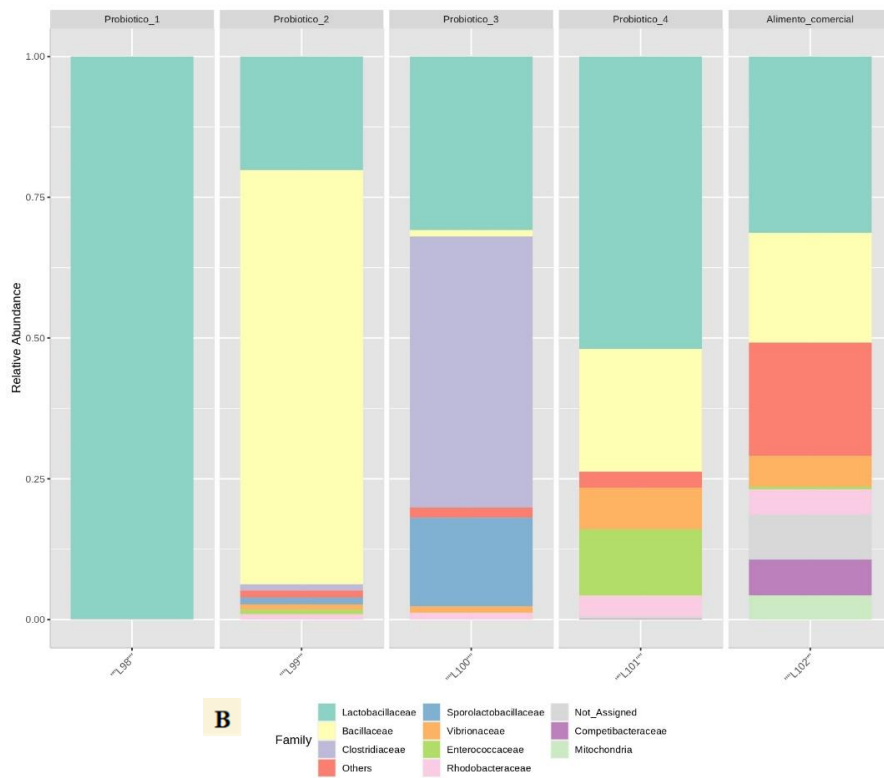 Probiotico_1 Probiotico_2 Probiotico_3 Probiotico_4 Alimento_comercial
1.00
0.75
0.50
0.25
0.00
Relative Abundance
""L98"" ""L99"" ""L100"" ""L101"" ""L102""
B
Family
Lactobacillaceae Sporolactobacillaceae Not_Assigned
Bacillaceae Vibrionaceae Competibacteraceae
Clostridiaceae Enterococcaceae Mitochondria
Others Rhodobacteraceae